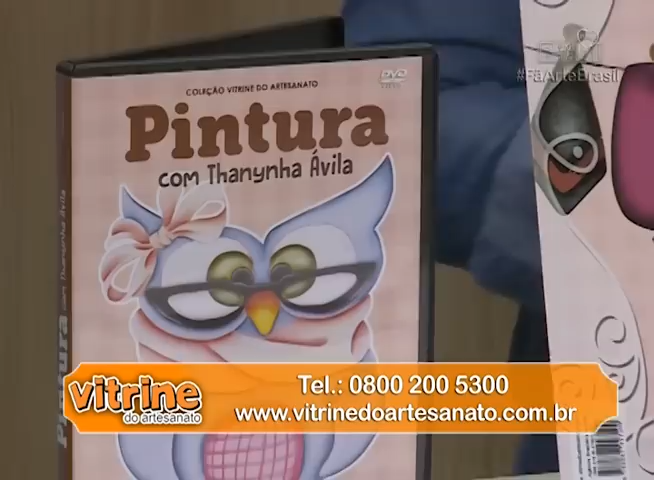 #FaArteBrasil
COLEÇÃO VITRINE DO ARTESANATO
DVD
Pintura
com Thanynha Ávila
Pintura com Thanynha Ávila
vitrine
do artesanato
Tel.: 0800 200 5300
www.vitrinedoartesanato.com.br